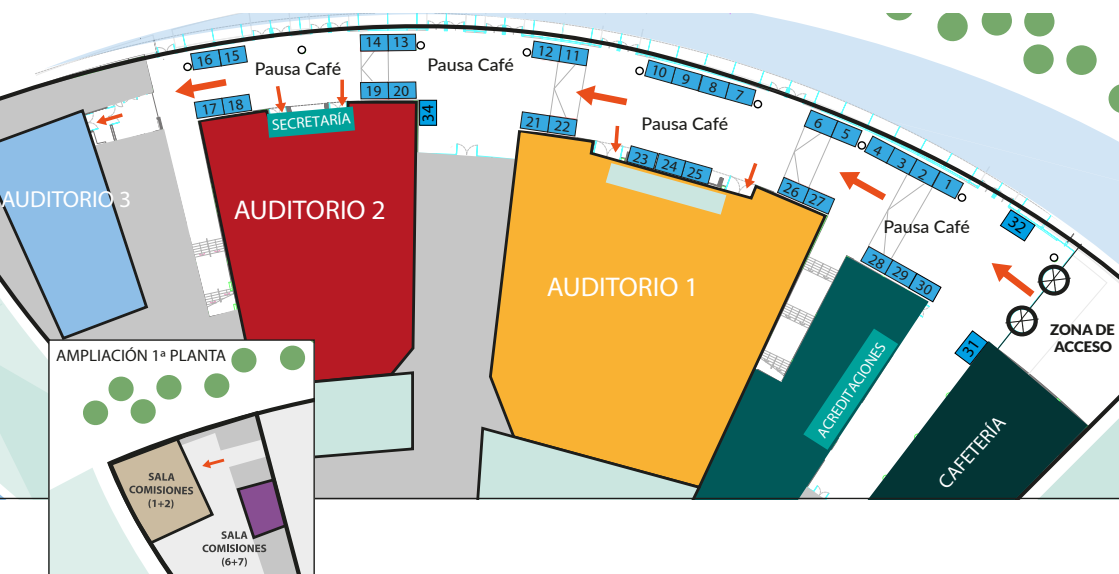 14 13
16 15
Pausa Café
Pausa Café
12 11
10 9 8 7
19 20
17 18
34
SECRETARÍA
21 22
Pausa Café
6 5
4 3 2 1
23 24 25
26 27
32
AUDITORIO 3
AUDITORIO 2
Pausa Café
28 29 30
AUDITORIO 1
ZONA DE
ACCESO
31
AMPLIACIÓN 1ª PLANTA
ACREDITACIONES
CAFETERÍA
SALA
COMISIONES
(1+2)
SALA
COMISIONES
(6+7)